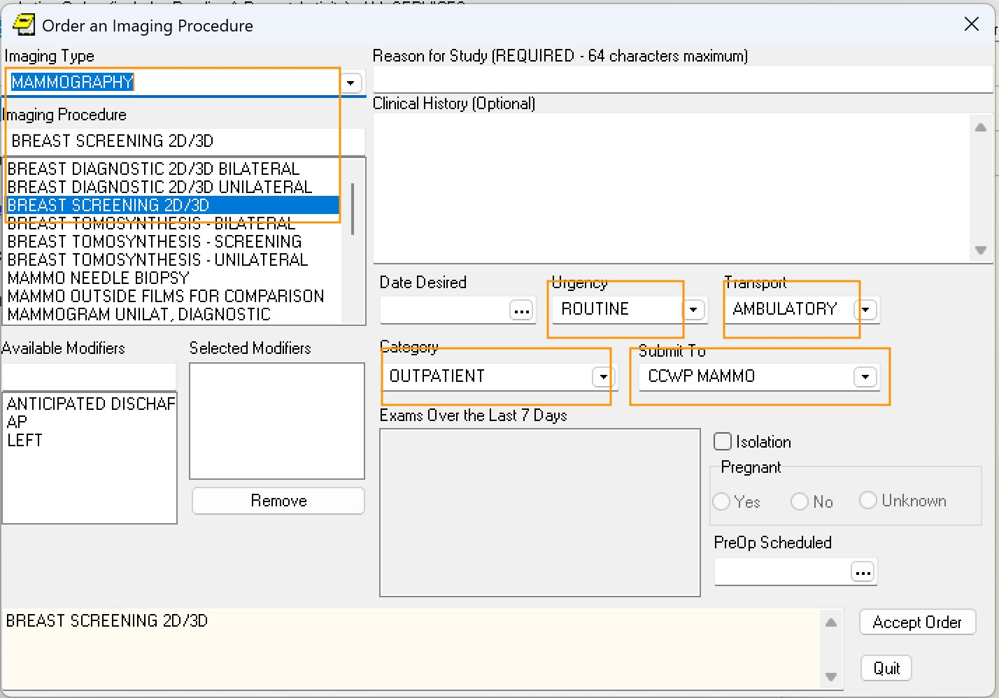 Order an Imaging Procedure
Imaging Type
MAMMOGRAPHY
Imaging Procedure
BREAST SCREENING 2D/3D
BREAST DIAGNOSTIC 2D/3D BILATERAL
BREAST DIAGNOSTIC 2D/3D UNILATERAL
BREAST SCREENING 2D/3D
BREAST TOMOSYNTHESIS - BILATERAL
BREAST TOMOSYNTHESIS - SCREENING
BREAST TOMOSYNTHESIS - UNILATERAL
MAMMO NEEDLE BIOPSY
MAMMO OUTSIDE FILMS FOR COMPARISON
MAMMOGRAM UNILAT, DIAGNOSTIC
Available Modifiers
ANTICIPATED DISCHAF
AP
LEFT
Selected Modifiers
Remove
Reason for Study (REQUIRED - 64 characters maximum)
Clinical History (Optional)
Date Desired
...
Urgency
ROUTINE
Transport
AMBULATORY
Category
OUTPATIENT
Submit To
CCWP MAMMO
Exams Over the Last 7 Days
Isolation
Pregnant
Yes
No
Unknown
PreOp Scheduled
...
BREAST SCREENING 2D/3D
Accept Order
Quit